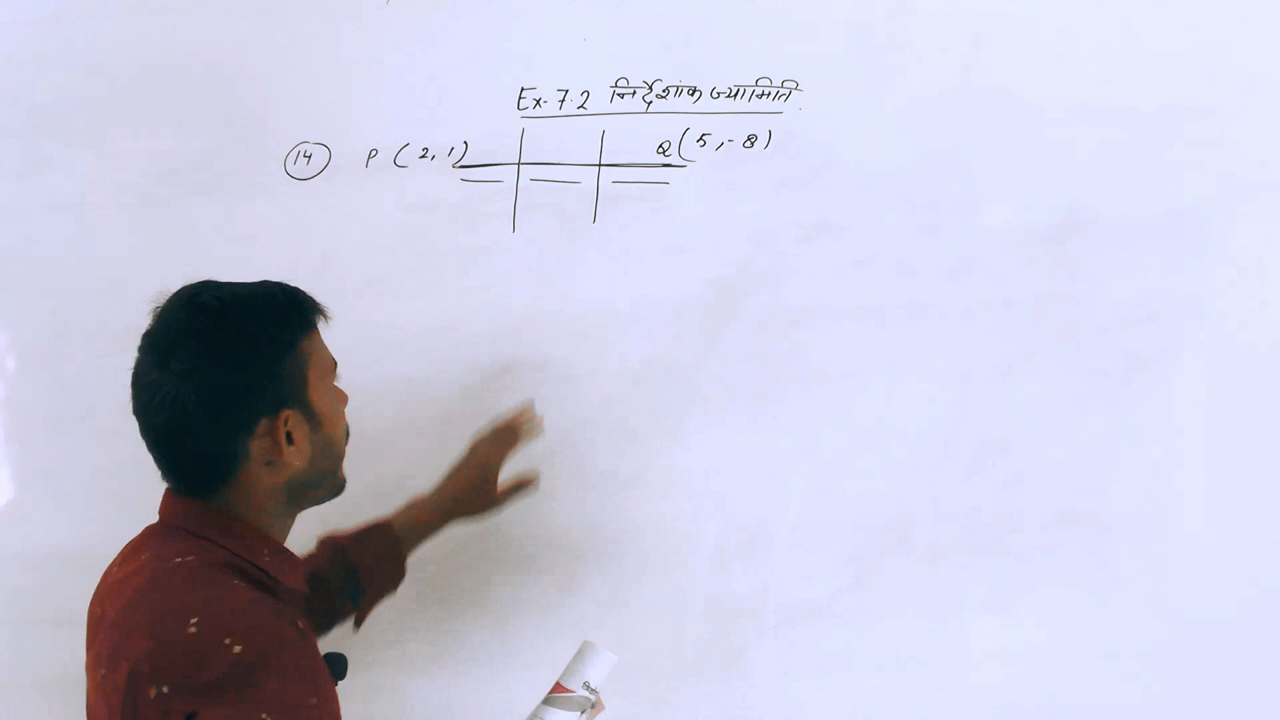 Ex-7.2 निर्देशांक ज्यामिति
14 P (2, 1) Q (5, -8)